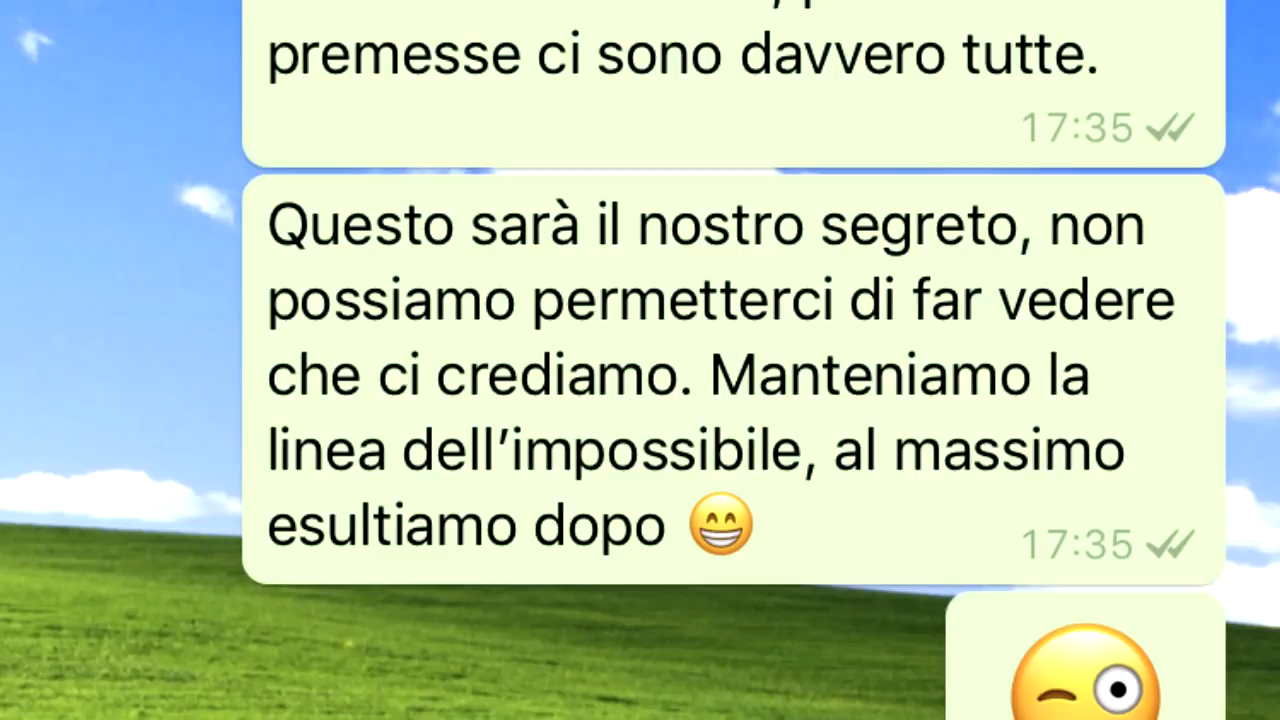 premesse ci sono davvero tutte.
17:35
Questo sarà il nostro segreto, non
possiamo permetterci di far vedere
che ci crediamo. Manteniamo la
linea dell’impossibile, al massimo
esultiamo dopo 😁
17:35
😜